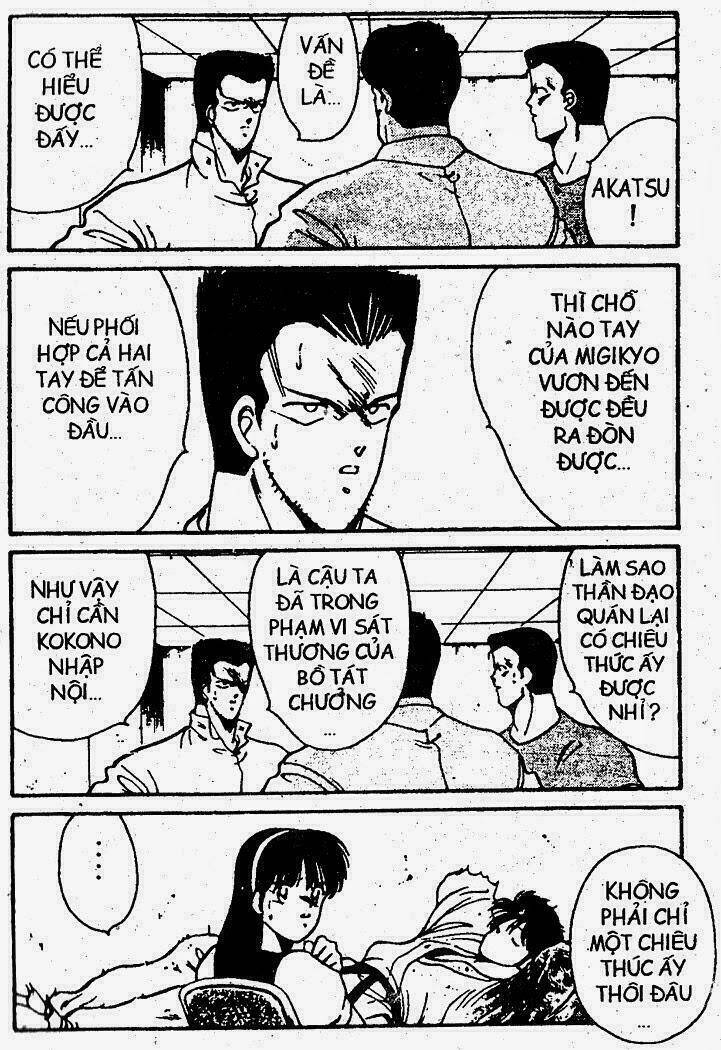 CÓ THỂ
HIỂU
ĐƯỢC
ĐẤY...
VẤN
ĐỀ
LÀ...
AKATSU
!
NẾU PHỐI
HỢP CẢ HAI
TAY ĐỂ TẤN
CÔNG VÀO
ĐẦU...
THÌ CHỖ
NÀO TAY
CỦA MIGIKYO
VƯƠN ĐẾN
ĐƯỢC ĐỀU
RA ĐÒN
ĐƯỢC...
NHƯ VẬY
CHỈ CẦN
KOKONO
NHẬP
NỘI...
LÀ CẬU TA
ĐÃ TRONG
PHẠM VI SÁT
THƯƠNG CỦA
BỒ TÁT
CHƯỞNG
...
LÀM SAO
THẦN ĐẠO
QUÁN LẠI
CÓ CHIÊU
THỨC ẤY
ĐƯỢC
NHỈ?
...
KHÔNG
PHẢI CHỈ
MỘT CHIÊU
THÚC ẤY
THÔI ĐÂU
...